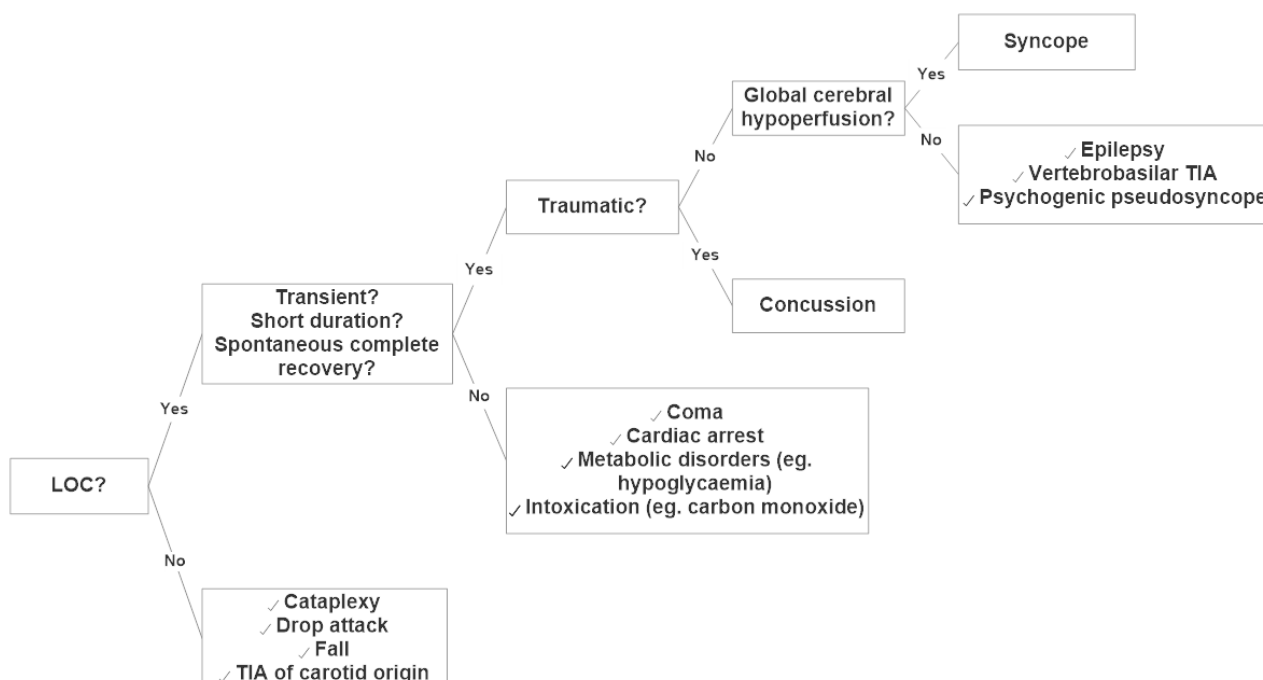 Syncope
Yes
Global cerebral
hypoperfusion?
No
Epilepsy
Vertebrobasilar TIA
Psychogenic pseudosyncope
No
Traumatic?
Yes
Concussion
Yes
Transient?
Short duration?
Spontaneous complete
recovery?
No
Coma
Cardiac arrest
Metabolic disorders (eg.
hypoglycaemia)
Intoxication (eg. carbon monoxide)
Yes
LOC?
No
Cataplexy
Drop attack
Fall
TIA of carotid origin